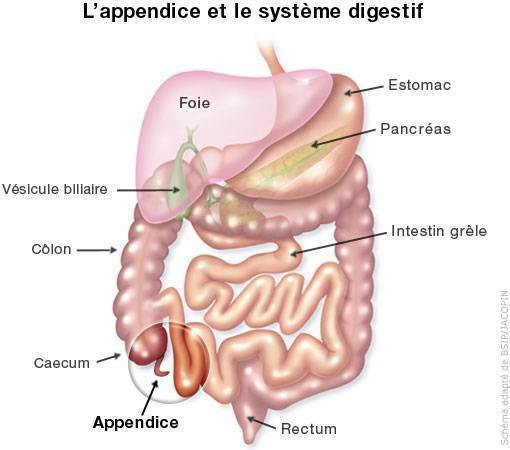 L'appendice et le système digestif
Foie
Estomac
Pancréas
Vésicule biliaire
Intestin grêle
Côlon
Caecum
Appendice
Rectum
Schéma adapté de BSIP/JACOPIN